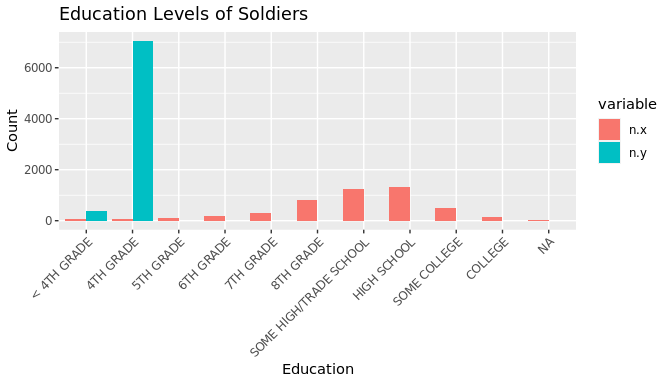 Education Levels of Soldiers
6000
4000
2000
0
Count
< 4TH GRADE
4TH GRADE
5TH GRADE
6TH GRADE
7TH GRADE
8TH GRADE
SOME HIGH/TRADE SCHOOL
HIGH SCHOOL
SOME COLLEGE
COLLEGE
NA
Education
variable
n.x
n.y